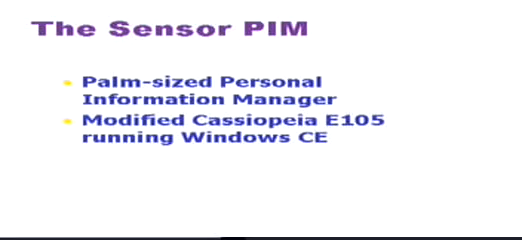 The Sensor PIM
Palm-sized Personal
Information Manager
Modified Cassiopeia E105
running Windows CE